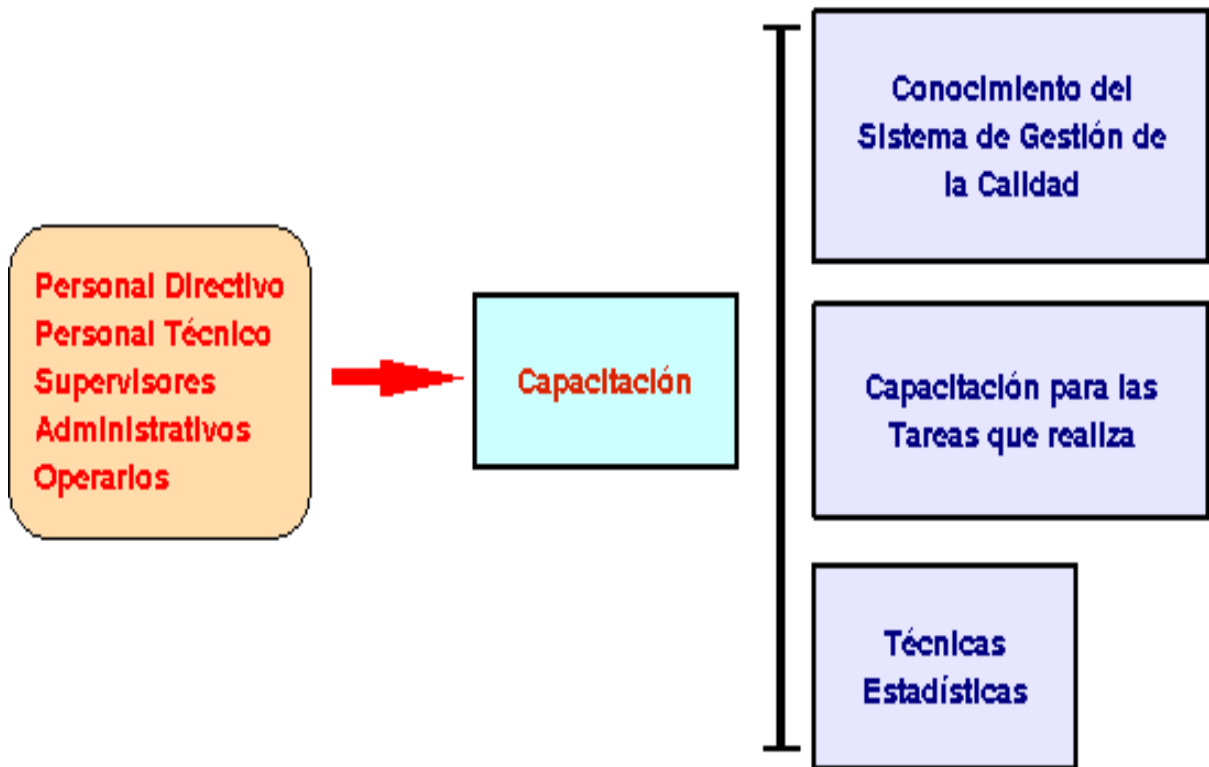 Personal Directivo
Personal Técnico
Supervisores
Administrativos
Operarios
Capacitación
Conocimiento del
Sistema de Gestión de
la Calidad
Capacitación para las
Tareas que realiza
Técnicas
Estadísticas